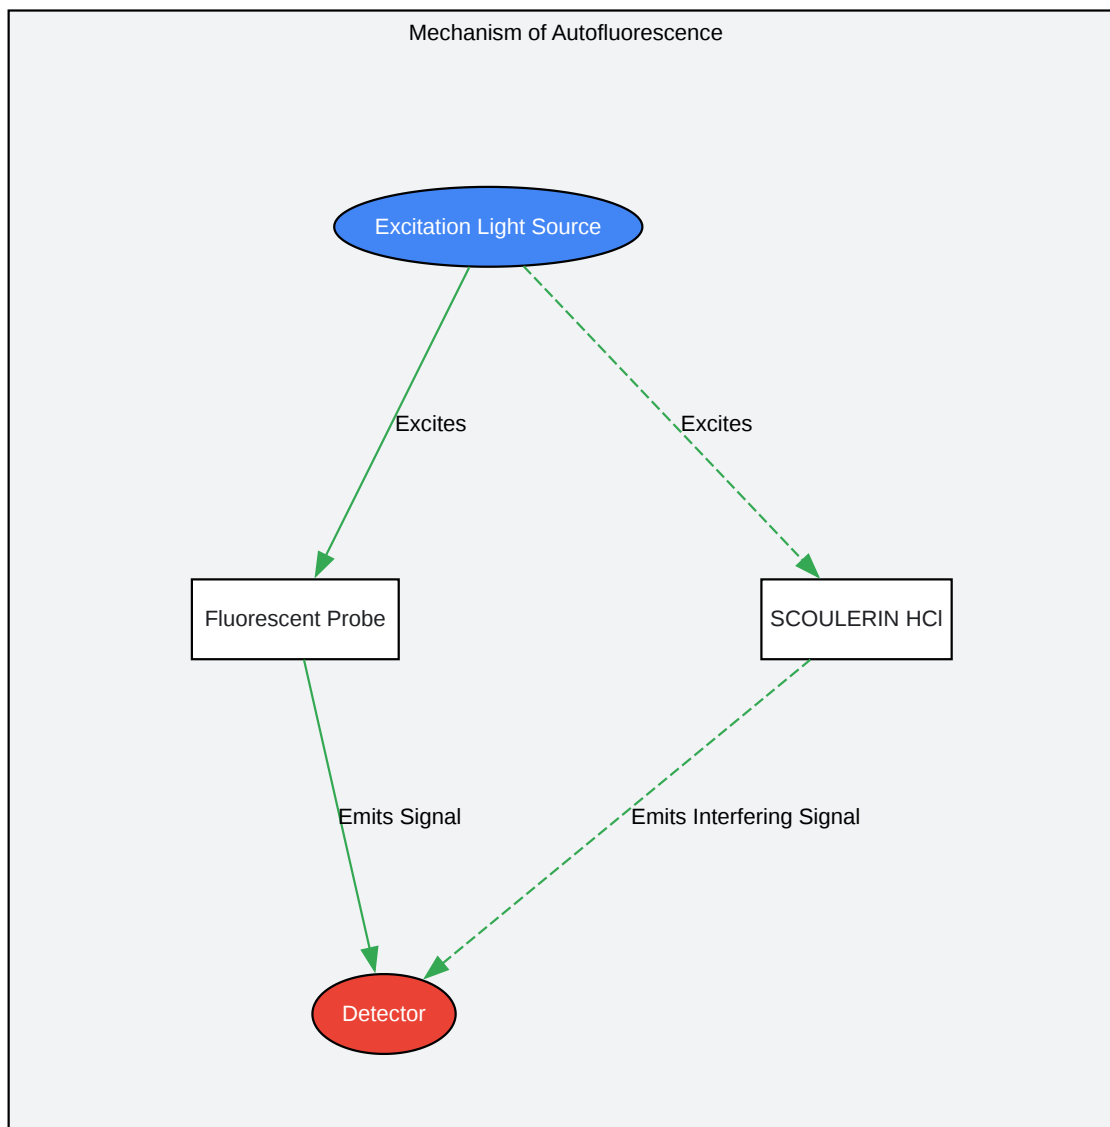 Mechanism of Autofluorescence
Excitation Light Source
Excites
Excites
Fluorescent Probe
SCOULERIN HCl
Emits Signal
Emits Interfering Signal
Detector